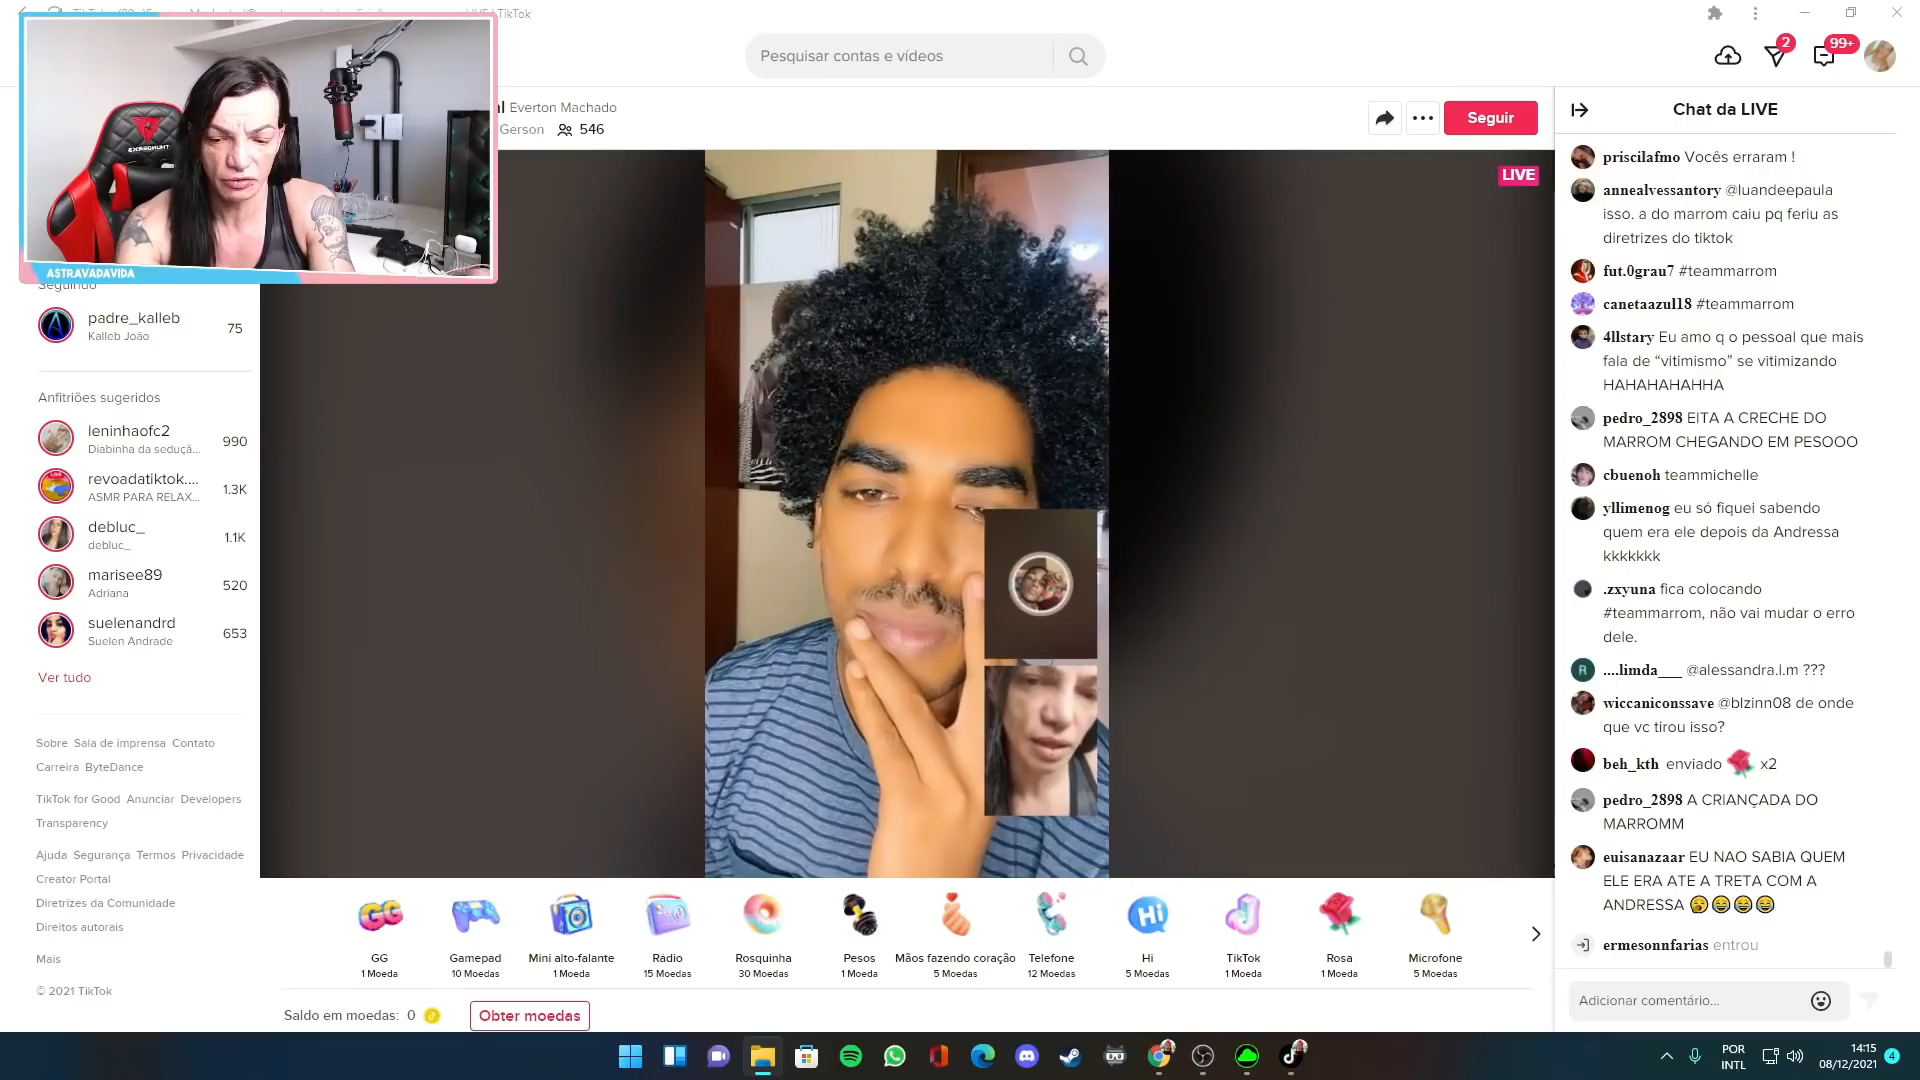 LIVE | TikTok
Pesquisar contas e vídeos
2
99+
THUNDERX3
ASTRAVADAVIDA
Everton Machado
Gerson 546
Seguir
LIVE
Seguindo
padre_kalleb
Kalleb João
75
Anfitriões sugeridos
leninhaofc2
Diabinha da seduçã...
990
revoadatiktok....
ASMR PARA RELAX...
1.3K
debluc_
debluc_
1.1K
marisee89
Adriana
520
suelenandrd
Suelen Andrade
653
Ver tudo
Sobre Sala de imprensa Contato
Carreira ByteDance
TikTok for Good Anunciar Developers
Transparency
Ajuda Segurança Termos Privacidade
Creator Portal
Diretrizes da Comunidade
Direitos autorais
Mais
© 2021 TikTok
GG
1 Moeda
Gamepad
10 Moedas
Mini alto-falante
1 Moeda
Rádio
15 Moedas
Rosquinha
30 Moedas
Pesos
1 Moeda
Mãos fazendo coração
5 Moedas
Telefone
12 Moedas
Hi
5 Moedas
TikTok
1 Moeda
Rosa
1 Moeda
Microfone
5 Moedas
Saldo em moedas: 0
Obter moedas
Chat da LIVE
priscilafmo Vocês erraram !
annealvessantory @luandeepaula
isso. a do marrom caiu pq feriu as
diretrizes do tiktok
fut.0grau7 #teammarrom
canetaazul18 #teammarrom
4llstary Eu amo q o pessoal que mais
fala de “vitimismo” se vitimizando
HAHAHAHAHHA
pedro_2898 EITA A CRECHE DO
MARROM CHEGANDO EM PESOOO
cbuenoh teammichelle
yllimenog eu só fiquei sabendo
quem era ele depois da Andressa
kkkkkkk
.zxyuna fica colocando
#teammarrom, não vai mudar o erro
dele.
R ....limda___ @alessandra.l.m ???
wiccaniconssave @blzinn08 de onde
que vc tirou isso?
beh_kth enviado x2
pedro_2898 A CRIANÇADA DO
MARROMM
euisanazaar EU NAO SABIA QUEM
ELE ERA ATE A TRETA COM A
ANDRESSA 🥱😂😂😂
ermesonnfarias entrou
Adicionar comentário...
POR
INTL
14:15
08/12/2021
4